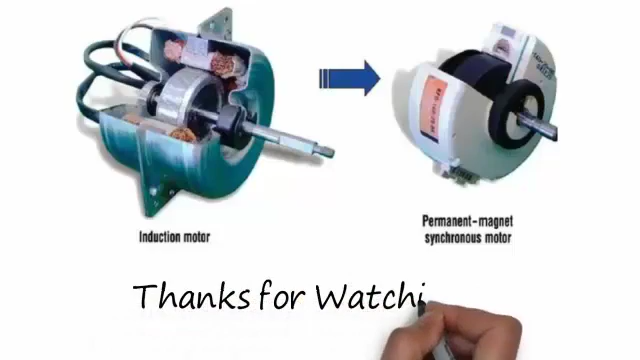 Induction motor
Permanent-magnet
synchronous motor
Thanks for Watchi